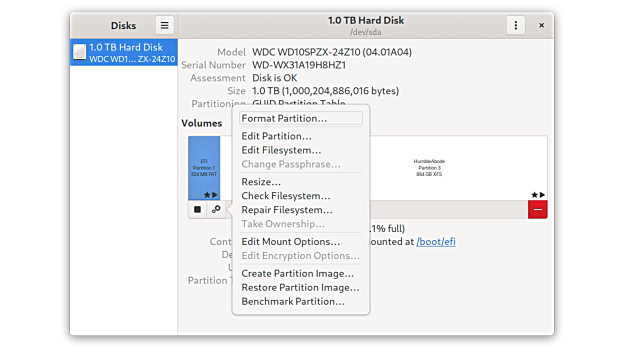 Disks
1.0 TB Hard Disk
/dev/sda
1.0 TB Hard Disk
WDC WD1…ZX-24Z10
Model WDC WD10SPZX-24Z10 (04.01A04)
Serial Number WD-WX31A19H8HZ1
Assessment Disk is OK
Size 1.0 TB (1,000,204,886,016 bytes)
Partitioning GUID Partition Table
Volumes
EFI
Partition 1
524 MB FAT
HumbleAbode
Partition 3
864 GB XFS
Format Partition…
Edit Partition…
Edit Filesystem…
Change Passphrase…
Resize…
Check Filesystem…
Repair Filesystem…
Take Ownership…
Edit Mount Options…
Edit Encryption Options…
Create Partition Image…
Restore Partition Image…
Benchmark Partition…
.1% full)
Cont
ounted at /boot/efi
De
U
Partition T